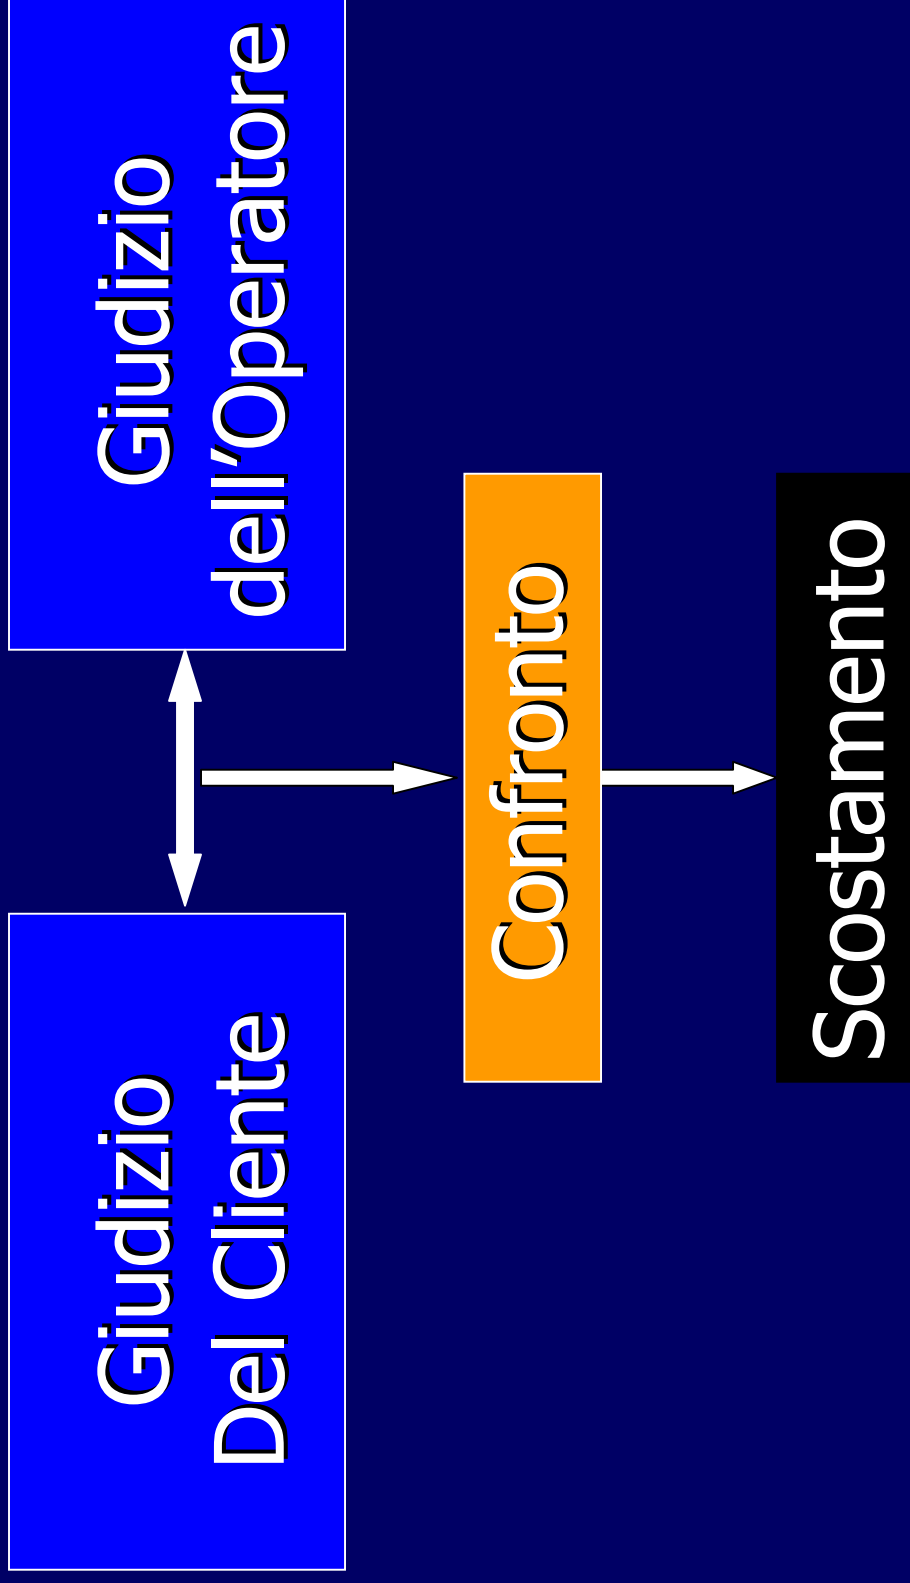 Giudizio
Del Cliente
Giudizio
dell’Operatore
Confronto
Scostamento